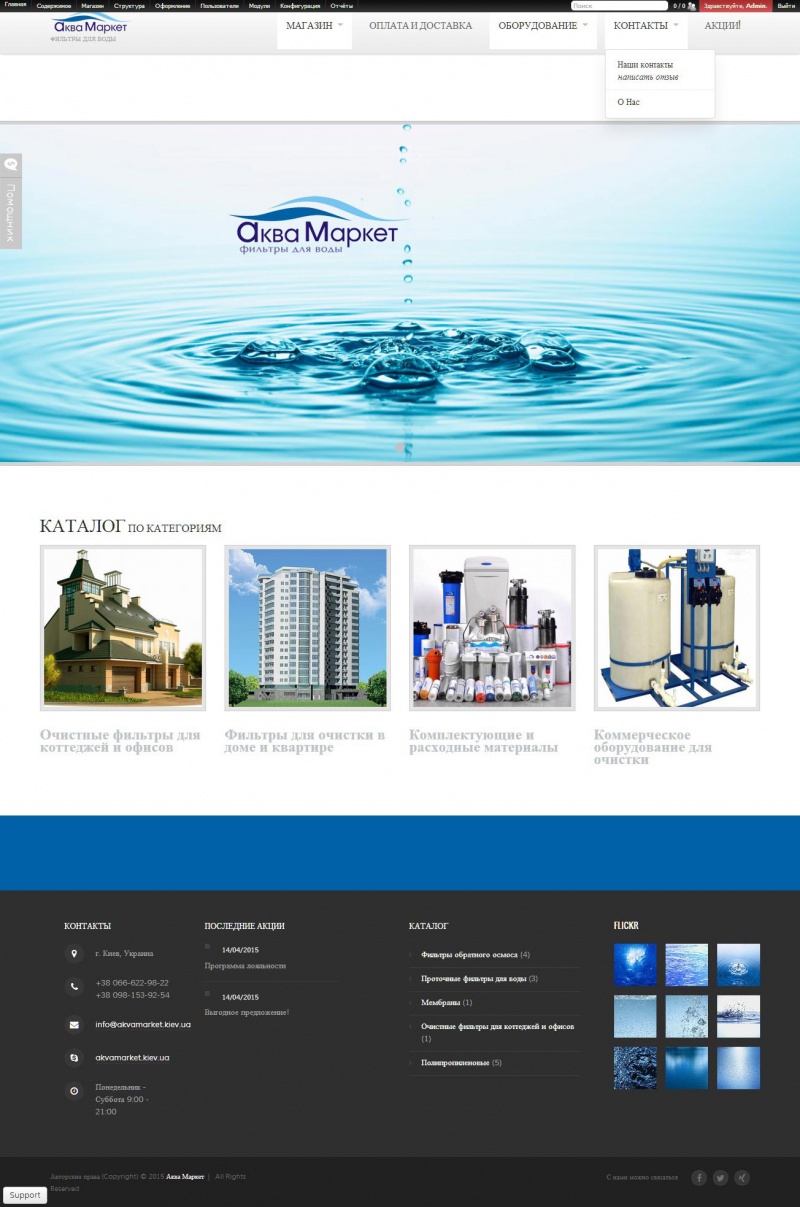 Главная Содержимое Магазин Структура Оформление Пользователи Модули Конфигурация Отчёты Поиск 0 / 0 Здравствуйте, Admin. Выйти
Аква Маркет
ФИЛЬТРЫ ДЛЯ ВОДЫ
МАГАЗИН ОПЛАТА И ДОСТАВКА ОБОРУДОВАНИЕ КОНТАКТЫ АКЦИИ!
Наши контакты
написать отзыв
О Нас
Помощник
Аква Маркет
фильтры для воды
КАТАЛОГ ПО КАТЕГОРИЯМ
Очистные фильтры для коттеджей и офисов
Фильтры для очистки в доме и квартире
Комплектующие и расходные материалы
Коммерческое оборудование для очистки
КОНТАКТЫ
г. Киев, Украина
+38 066-622-98-22
+38 098-153-92-54
info@akvamarket.kiev.ua
akvamarket.kiev.ua
Понедельник -
Суббота 9:00 -
21:00
ПОСЛЕДНИЕ АКЦИИ
14/04/2015
Программа лояльности
14/04/2015
Выгодное предложение!
КАТАЛОГ
Фильтры обратного осмоса (4)
Проточные фильтры для воды (3)
Мембраны (1)
Очистные фильтры для коттеджей и офисов
(1)
Полипропиленовые (5)
FLICKR
Авторские права (Copyright) © 2015 Аква Маркет | All Rights
Reserved
С нами можно связаться
Support